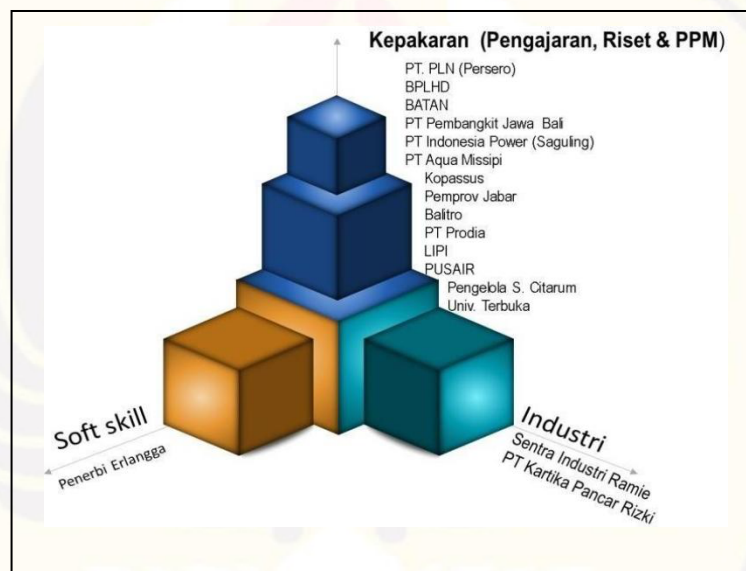 Kepakaran (Pengajaran, Riset & PPM)
PT. PLN (Persero)
BPLHD
BATAN
PT Pembangkit Jawa Bali
PT Indonesia Power (Saguling)
PT Aqua Missipi
Kopassus
Pemprov Jabar
Balitro
PT Prodia
LIPI
PUSAIR
Pengelola S. Citarum
Univ. Terbuka
Soft skill
Penerbi Erlangga
Industri
Sentra Industri Ramie
PT Kartika Pancar Rizki